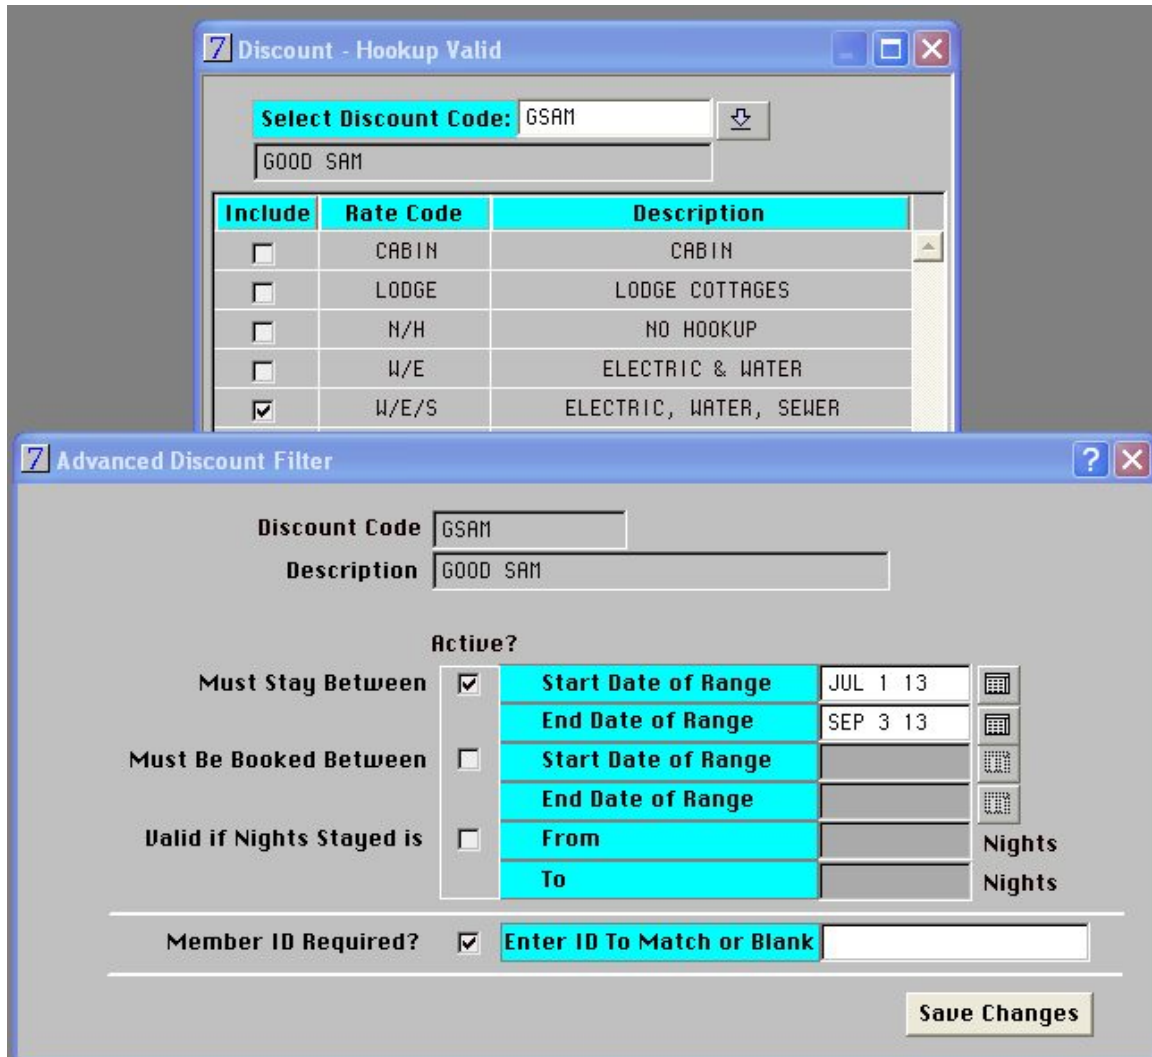 7 Discount - Hookup Valid
Select Discount Code: GSAM
GOOD SAM
Include Rate Code Description
CABIN CABIN
LODGE LODGE COTTAGES
N/H NO HOOKUP
W/E ELECTRIC & WATER
W/E/S ELECTRIC, WATER, SEWER
7 Advanced Discount Filter ?
Discount Code GSAM
Description GOOD SAM
Active?
Must Stay Between Start Date of Range JUL 1 13
End Date of Range SEP 3 13
Must Be Booked Between Start Date of Range
End Date of Range
Valid if Nights Stayed is From Nights
To Nights
Member ID Required? Enter ID To Match or Blank
Save Changes